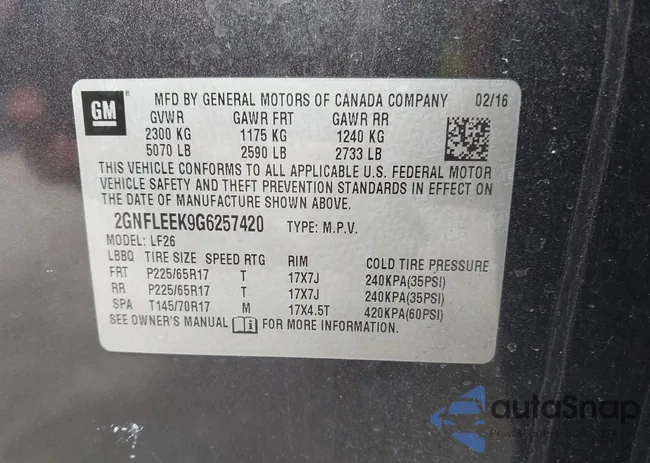 GM
MFD BY GENERAL MOTORS OF CANADA COMPANY 02/16
GVWR GAWR FRT GAWR RR
2300 KG 1175 KG 1240 KG
5070 LB 2590 LB 2733 LB
THIS VEHICLE CONFORMS TO ALL APPLICABLE U.S. FEDERAL MOTOR
VEHICLE SAFETY AND THEFT PREVENTION STANDARDS IN EFFECT ON
THE DATE OF MANUFACTURE SHOWN ABOVE.
2GNFLEEK9G6257420 TYPE: M.P.V.
MODEL: LF26
LBBQ TIRE SIZE SPEED RTG RIM COLD TIRE PRESSURE
FRT P225/65R17 T 17X7J 240KPA(35PSI)
RR P225/65R17 T 17X7J 240KPA(35PSI)
SPA T145/70R17 M 17X4.5T 420KPA(60PSI)
SEE OWNER'S MANUAL i FOR MORE INFORMATION.
autoSnap